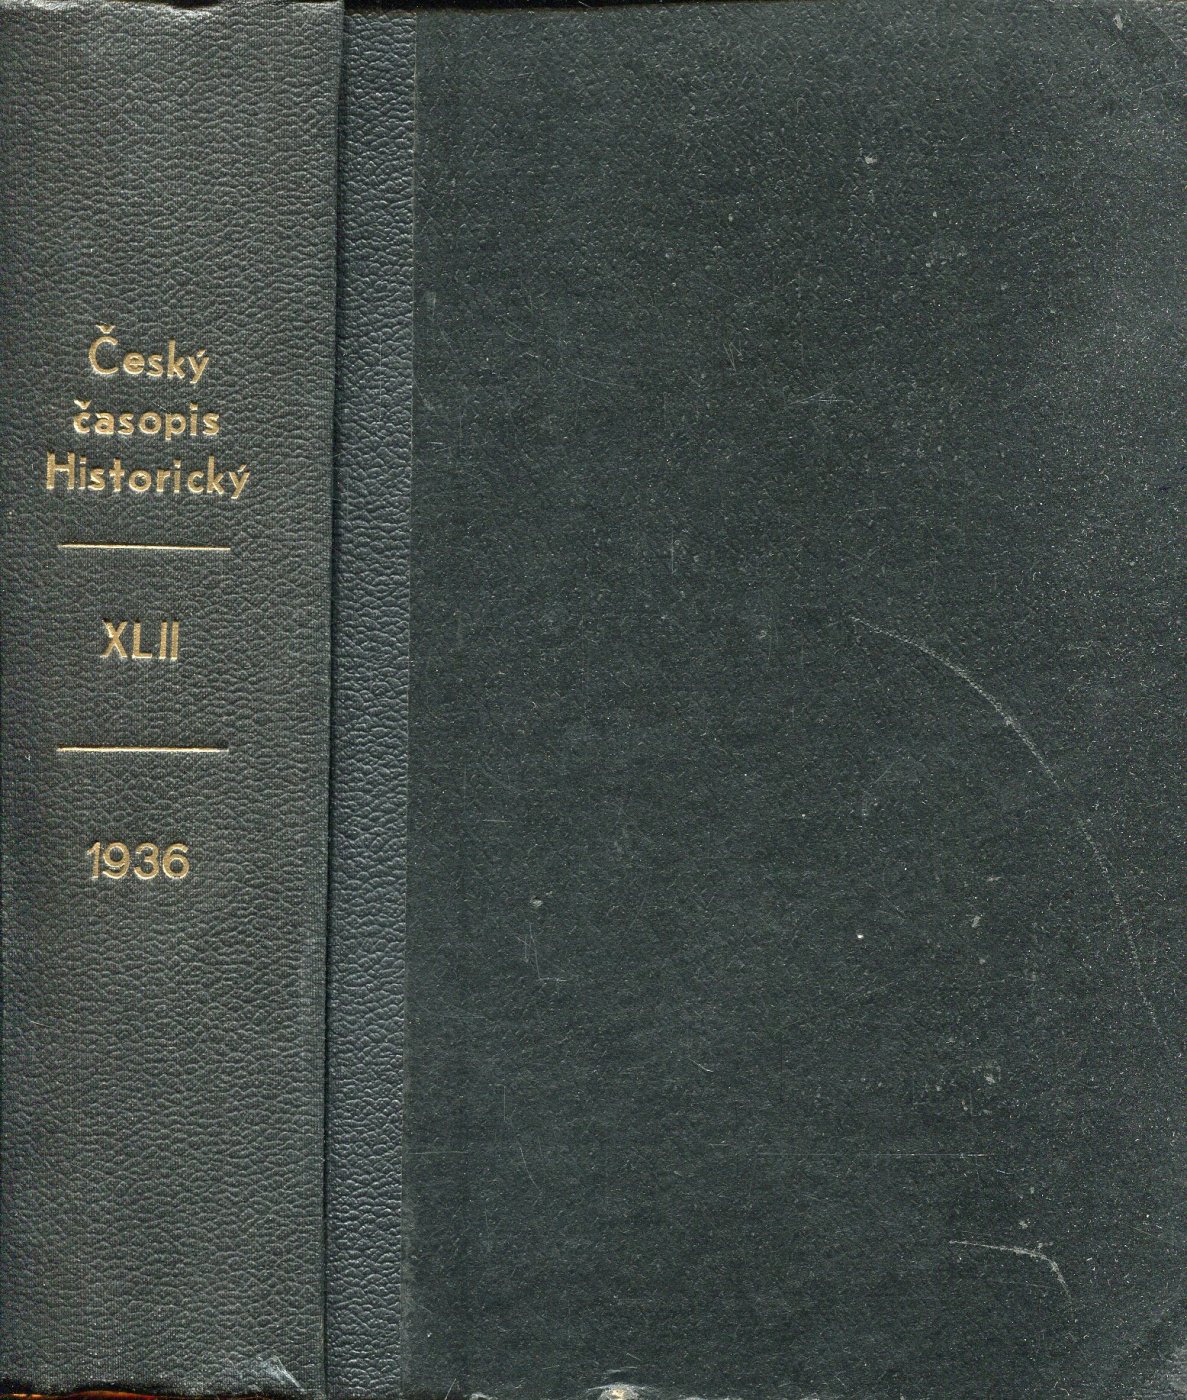 Český
časopis
Historický
XLII
1936